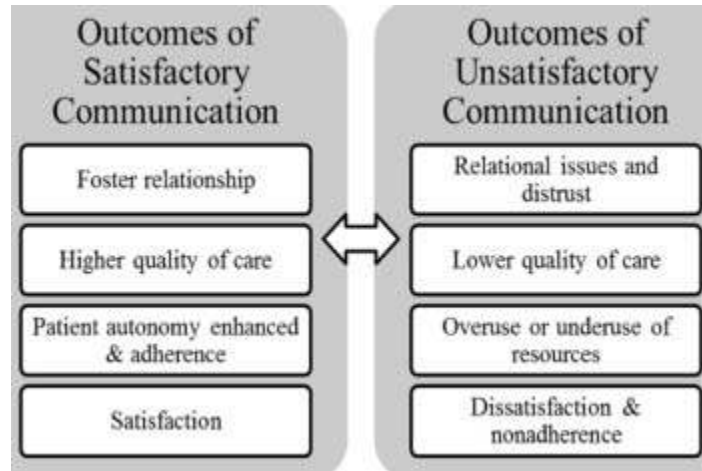 Outcomes of
Satisfactory
Communication
Foster relationship
Higher quality of care
Patient autonomy enhanced
& adherence
Satisfaction
Outcomes of
Unsatisfactory
Communication
Relational issues and
distrust
Lower quality of care
Overuse or underuse of
resources
Dissatisfaction &
nonadherence